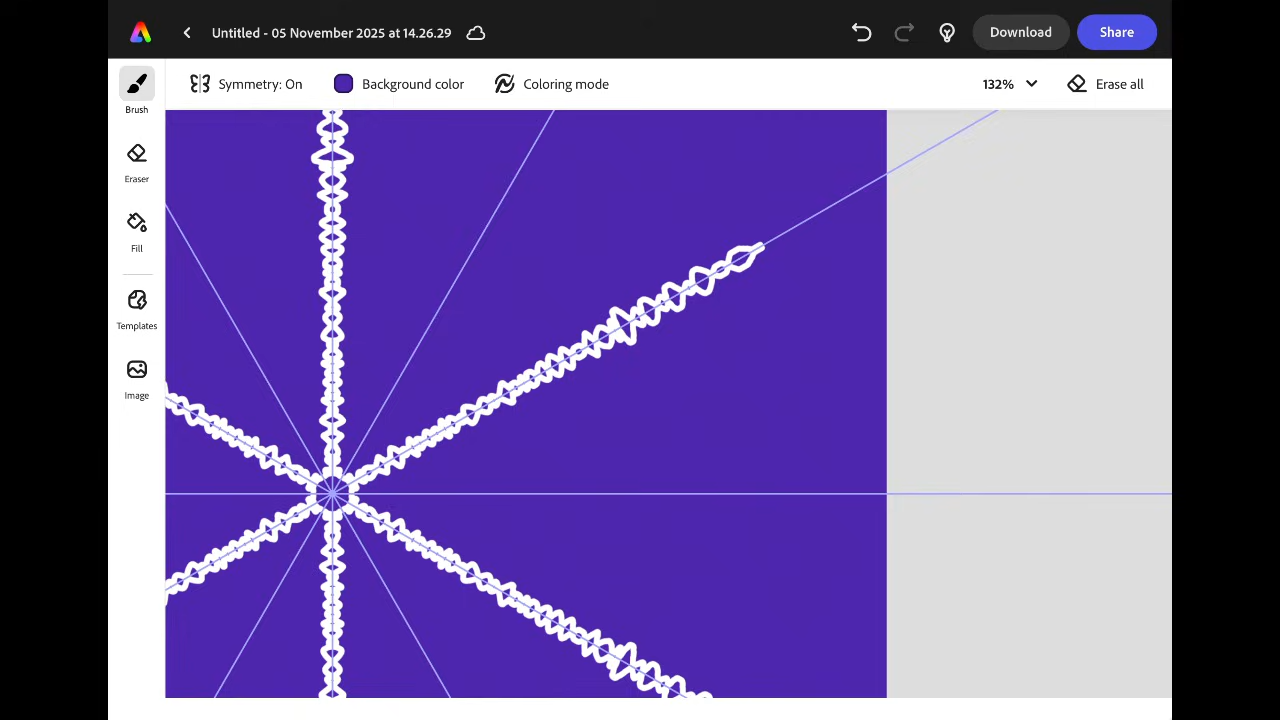 Untitled - 05 November 2025 at 14.26.29
Download
Share
Symmetry: On
Background color
Coloring mode
132%
Erase all
Brush
Eraser
Fill
Templates
Image